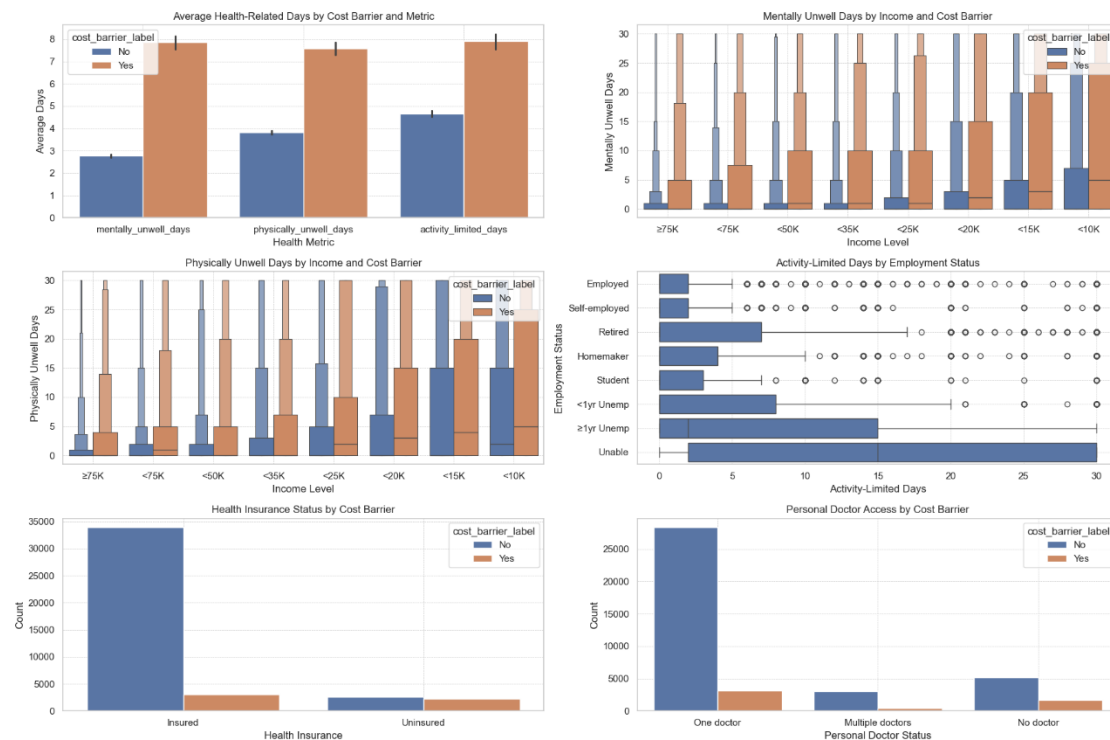 Average Health-Related Days by Cost Barrier and Metric
cost_barrier_label
No
Yes
8
7
6
5
4
3
2
1
0
Average Days
mentally_unwell_days physically_unwell_days activity_limited_days
Health Metric
Mentally Unwell Days by Income and Cost Barrier
cost_barrier_label
No
Yes
30
25
20
15
10
5
0
Mentally Unwell Days
≥75K <75K <50K <35K <25K <20K <15K <10K
Income Level
Physically Unwell Days by Income and Cost Barrier
cost_barrier_label
No
Yes
30
25
20
15
10
5
0
Physically Unwell Days
≥75K <75K <50K <35K <25K <20K <15K <10K
Income Level
Activity-Limited Days by Employment Status
Employment Status
Employed
Self-employed
Retired
Homemaker
Student
<1yr Unemp
≥1yr Unemp
Unable
0 5 10 15 20 25 30
Activity-Limited Days
Health Insurance Status by Cost Barrier
cost_barrier_label
No
Yes
35000
30000
25000
20000
15000
10000
5000
0
Count
Insured Uninsured
Health Insurance
Personal Doctor Access by Cost Barrier
cost_barrier_label
No
Yes
25000
20000
15000
10000
5000
0
Count
One doctor Multiple doctors No doctor
Personal Doctor Status